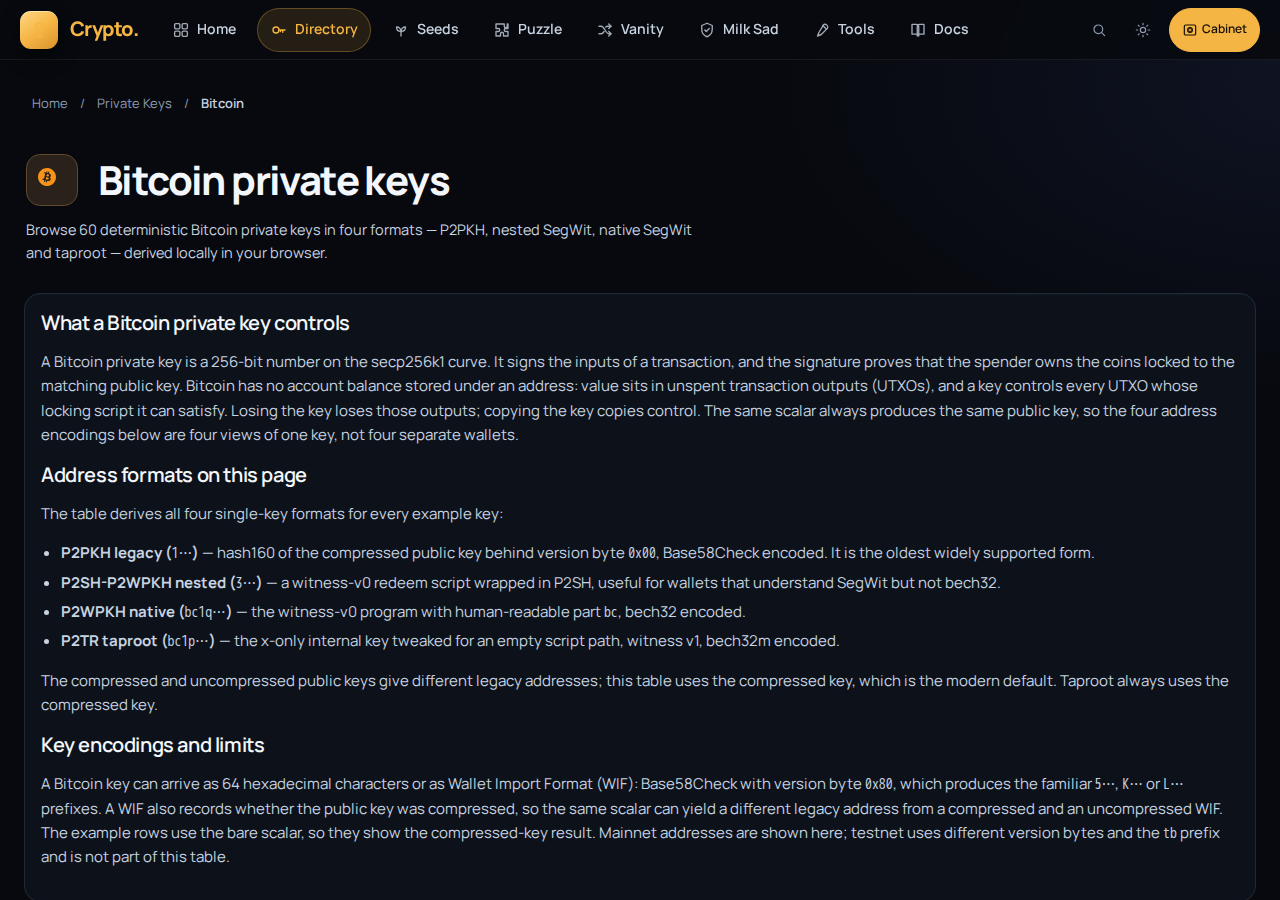 Crypto.
Home
Directory
Seeds
Puzzle
Vanity
Milk Sad
Tools
Docs
Cabinet
Home / Private Keys / Bitcoin
Bitcoin private keys
Browse 60 deterministic Bitcoin private keys in four formats — P2PKH, nested SegWit, native SegWit
and taproot — derived locally in your browser.
What a Bitcoin private key controls
A Bitcoin private key is a 256-bit number on the secp256k1 curve. It signs the inputs of a transaction, and the signature proves that the spender owns the coins locked to the
matching public key. Bitcoin has no account balance stored under an address: value sits in unspent transaction outputs (UTXOs), and a key controls every UTXO whose
locking script it can satisfy. Losing the key loses those outputs; copying the key copies control. The same scalar always produces the same public key, so the four address
encodings below are four views of one key, not four separate wallets.
Address formats on this page
The table derives all four single-key formats for every example key:
• P2PKH legacy (1…) — hash160 of the compressed public key behind version byte 0x00, Base58Check encoded. It is the oldest widely supported form.
• P2SH-P2WPKH nested (3…) — a witness-v0 redeem script wrapped in P2SH, useful for wallets that understand SegWit but not bech32.
• P2WPKH native (bc1q…) — the witness-v0 program with human-readable part bc, bech32 encoded.
• P2TR taproot (bc1p…) — the x-only internal key tweaked for an empty script path, witness v1, bech32m encoded.
The compressed and uncompressed public keys give different legacy addresses; this table uses the compressed key, which is the modern default. Taproot always uses the
compressed key.
Key encodings and limits
A Bitcoin key can arrive as 64 hexadecimal characters or as Wallet Import Format (WIF): Base58Check with version byte 0x80, which produces the familiar 5…, K… or L…
prefixes. A WIF also records whether the public key was compressed, so the same scalar can yield a different legacy address from a compressed and an uncompressed WIF.
The example rows use the bare scalar, so they show the compressed-key result. Mainnet addresses are shown here; testnet uses different version bytes and the tb prefix
and is not part of this table.